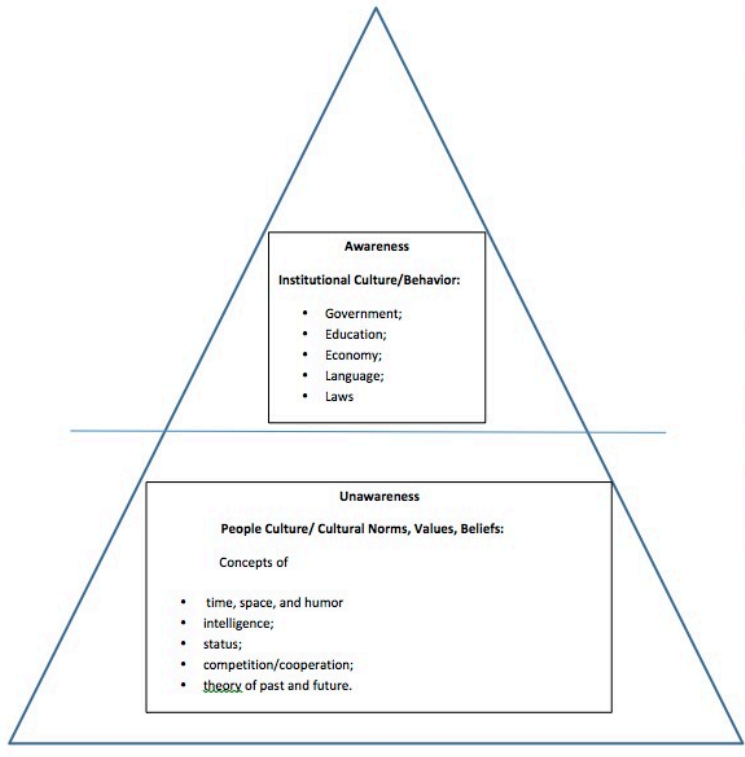 Awareness
Institutional Culture/Behavior:
• Government;
• Education;
• Economy;
• Language;
• Laws
Unawareness
People Culture/ Cultural Norms, Values, Beliefs:
Concepts of
• time, space, and humor
• intelligence;
• status;
• competition/cooperation;
• theory of past and future.